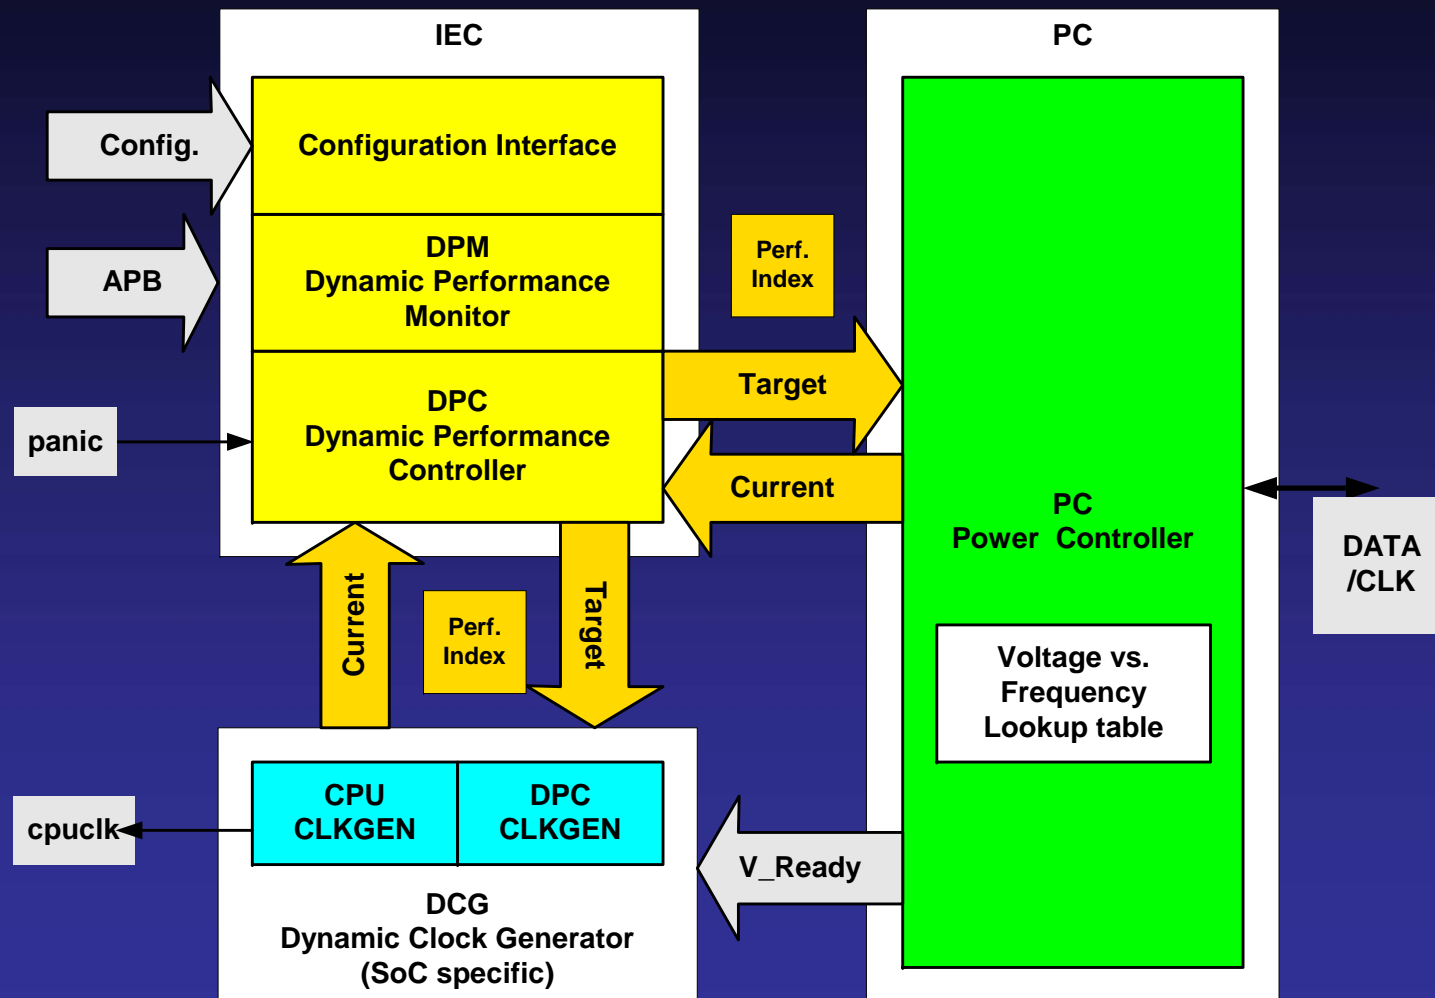 IEC
PC
Config.
Configuration Interface
APB
DPM
Dynamic Performance
Monitor
Perf.
Index
Target
panic
DPC
Dynamic Performance
Controller
Current
PC
Power Controller
DATA
/CLK
Current
Perf.
Index
Target
Voltage vs.
Frequency
Lookup table
cpuclk
CPU
CLKGEN
DPC
CLKGEN
V_Ready
DCG
Dynamic Clock Generator
(SoC specific)